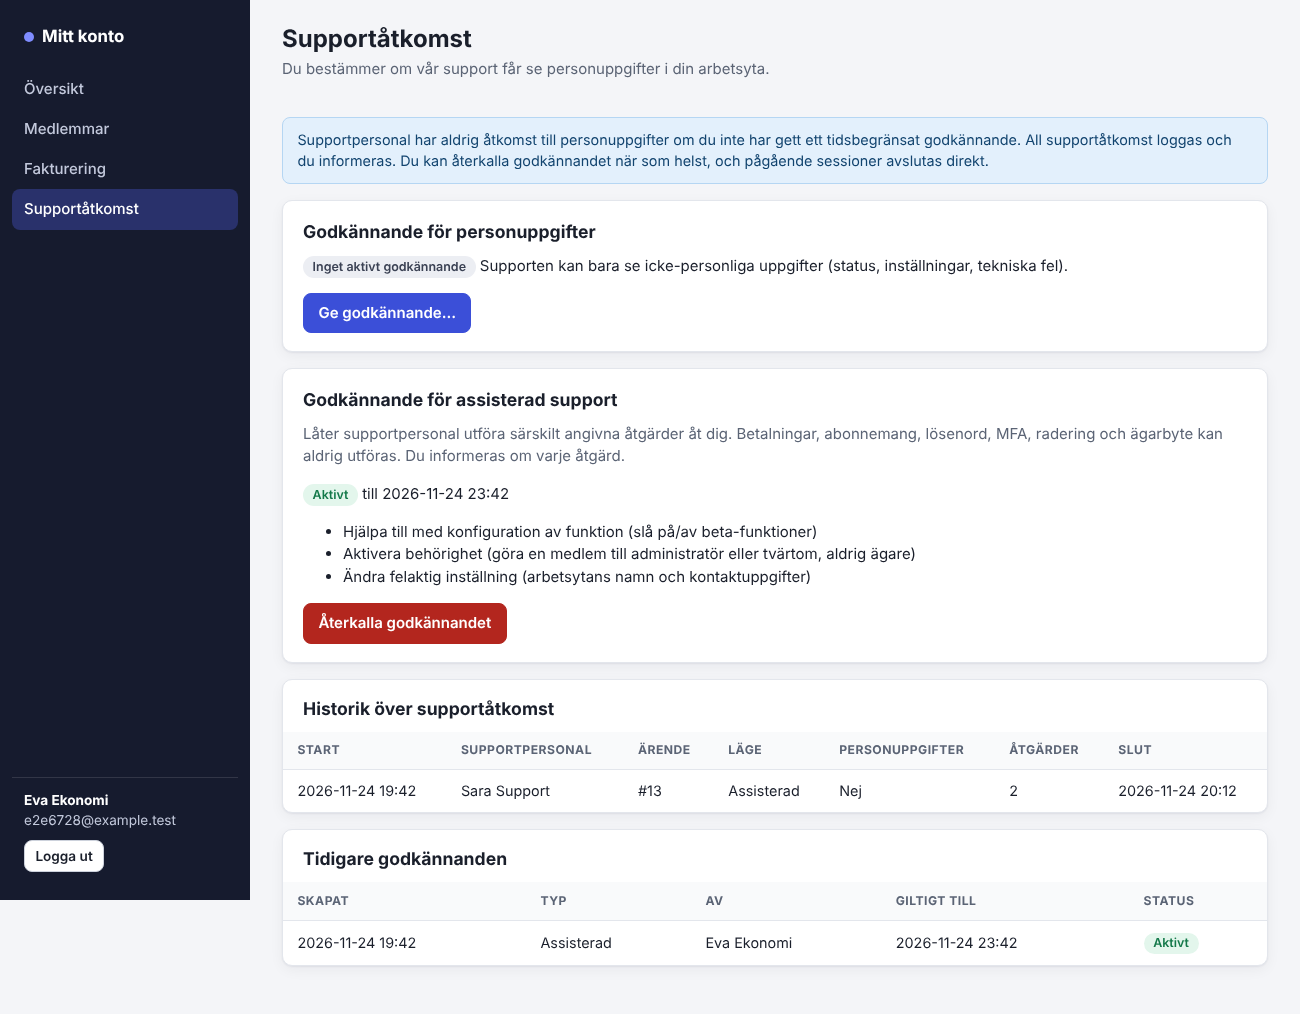 Mitt konto
Översikt
Medlemmar
Fakturering
Supportåtkomst
Eva Ekonomi
e2e6728@example.test
Logga ut
Supportåtkomst
Du bestämmer om vår support får se personuppgifter i din arbetsyta.
Supportpersonal har aldrig åtkomst till personuppgifter om du inte har gett ett tidsbegränsat godkännande. All supportåtkomst loggas och
du informeras. Du kan återkalla godkännandet när som helst, och pågående sessioner avslutas direkt.
Godkännande för personuppgifter
Inget aktivt godkännande Supporten kan bara se icke-personliga uppgifter (status, inställningar, tekniska fel).
Ge godkännande...
Godkännande för assisterad support
Låter supportpersonal utföra särskilt angivna åtgärder åt dig. Betalningar, abonnemang, lösenord, MFA, radering och ägarbyte kan
aldrig utföras. Du informeras om varje åtgärd.
Aktivt till 2026-11-24 23:42
• Hjälpa till med konfiguration av funktion (slå på/av beta-funktioner)
• Aktivera behörighet (göra en medlem till administratör eller tvärtom, aldrig ägare)
• Ändra felaktig inställning (arbetsytans namn och kontaktuppgifter)
Återkalla godkännandet
Historik över supportåtkomst
START SUPPORTPERSONAL ÄRENDE LÄGE PERSONUPPGIFTER ÅTGÄRDER SLUT
2026-11-24 19:42 Sara Support #13 Assisterad Nej 2 2026-11-24 20:12
Tidigare godkännanden
SKAPAT TYP AV GILTIGT TILL STATUS
2026-11-24 19:42 Assisterad Eva Ekonomi 2026-11-24 23:42 Aktivt